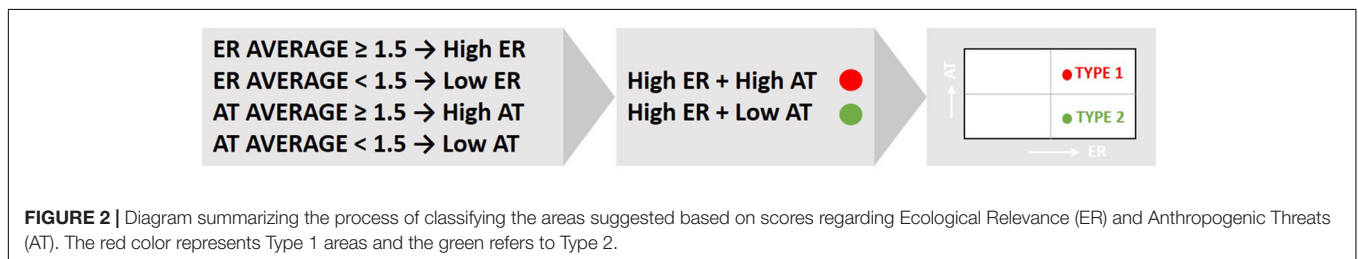 ER AVERAGE ≥ 1.5 → High ER
ER AVERAGE < 1.5 → Low ER
AT AVERAGE ≥ 1.5 → High AT
AT AVERAGE < 1.5 → Low AT
High ER + High AT
High ER + Low AT
AT
TYPE 1
TYPE 2
ER
FIGURE 2 | Diagram summarizing the process of classifying the areas suggested based on scores regarding Ecological Relevance (ER) and Anthropogenic Threats
(AT). The red color represents Type 1 areas and the green refers to Type 2.